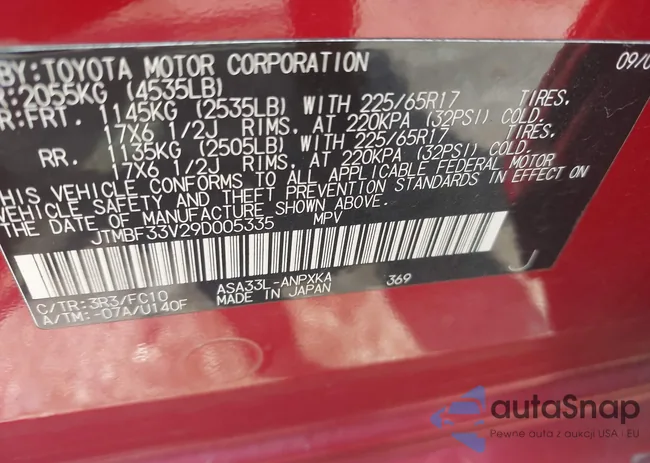 BY:TOYOTA MOTOR CORPORATION 09/0
R:2055KG (4535LB)
R:FRT. 1145KG (2535LB) WITH 225/65R17 TIRES,
17X6 1/2J RIMS, AT 220KPA (32PSI) COLD.
RR. 1135KG (2505LB) WITH 225/65R17 TIRES,
17X6 1/2J RIMS, AT 220KPA (32PSI) COLD.
HIS VEHICLE CONFORMS TO ALL APPLICABLE FEDERAL MOTOR
VEHICLE SAFETY AND THEFT PREVENTION STANDARDS IN EFFECT ON
THE DATE OF MANUFACTURE SHOWN ABOVE.
JTMBF33V29D005335 MPV
ASA33L-ANPXKA 369 J
C/TR:3R3/FC10 MADE IN JAPAN
A/TM:-07A/U140F
autaSnap
Pewne auta z aukcji USA i EU